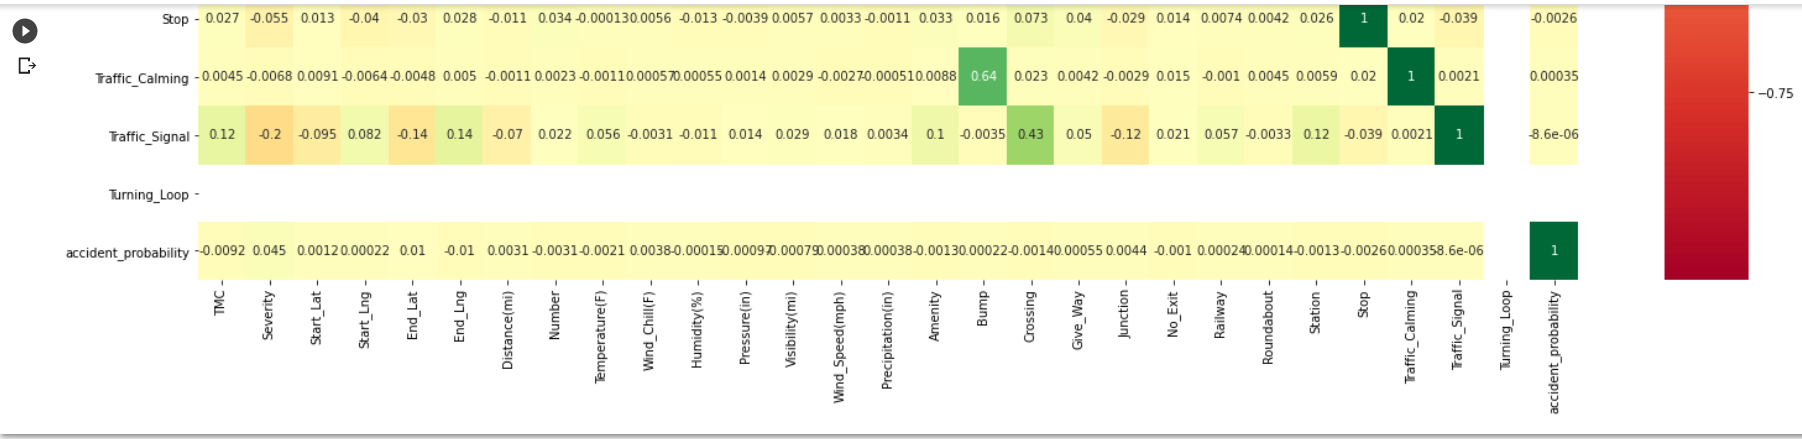 Stop 0.027 -0.055 0.013 -0.04 -0.03 0.028 -0.011 0.034 -0.00013 0.0056 -0.013 -0.0039 0.0057 0.0033 -0.0011 0.033 0.016 0.073 0.04 -0.029 0.014 0.0074 0.0042 0.026 1 0.02 -0.039 -0.0026
Traffic_Calming 0.0045 -0.0068 0.0091 -0.0064 -0.0048 0.005 -0.0011 0.0023 -0.0011 0.00057 0.00055 0.0014 0.0029 -0.0027 -0.00051 0.0088 0.64 0.023 0.0042 -0.0029 0.015 -0.001 0.0045 0.0059 0.02 1 0.0021 0.00035
−0.75
Traffic_Signal 0.12 -0.2 -0.095 0.082 -0.14 0.14 -0.07 0.022 0.056 -0.0031 -0.011 0.014 0.029 0.018 0.0034 0.1 -0.0035 0.43 0.05 -0.12 0.021 0.057 -0.0033 0.12 -0.039 0.0021 1 -8.6e-06
Turning_Loop
accident_probability -0.0092 0.045 0.0012 0.00022 0.01 -0.01 0.0031 -0.0031 -0.0021 0.0038 -0.00015 -0.00097 -0.00079 0.00038 0.00038 -0.0013 0.00022 -0.0014 0.00055 0.0044 -0.001 0.00024 0.00014 -0.0013 -0.0026 0.00035 -8.6e-06 1
TMC
Severity
Start_Lat
Start_Lng
End_Lat
End_Lng
Distance(mi)
Number
Temperature(F)
Wind_Chill(F)
Humidity(%)
Pressure(in)
Visibility(mi)
Wind_Speed(mph)
Precipitation(in)
Amenity
Bump
Crossing
Give_Way
Junction
No_Exit
Railway
Roundabout
Station
Stop
Traffic_Calming
Traffic_Signal
Turning_Loop
accident_probability